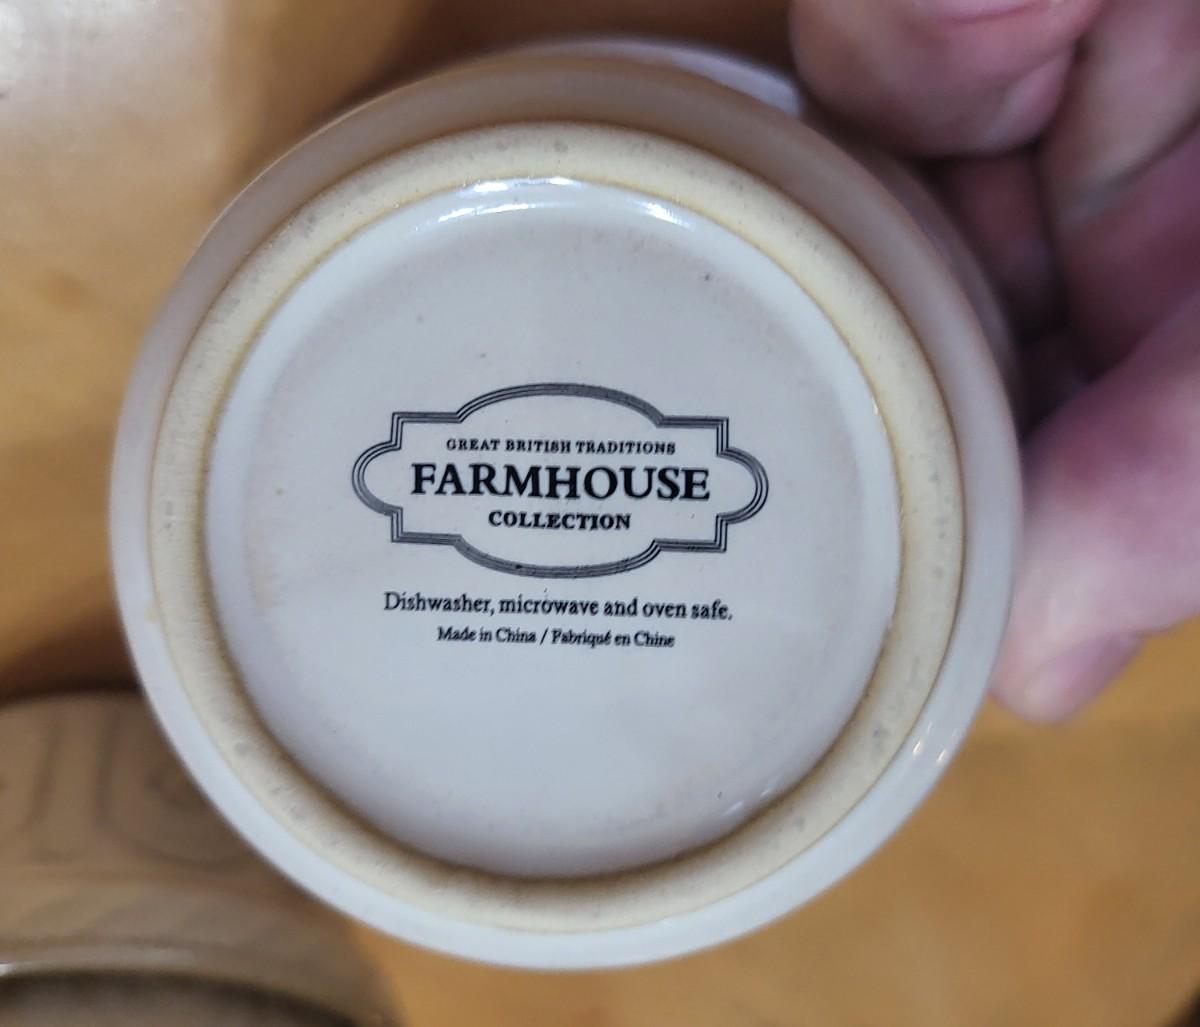 GREAT BRITISH TRADITIONS
FARMHOUSE
COLLECTION
Dishwasher, microwave and oven safe.
Made in China / Fabriqué en Chine